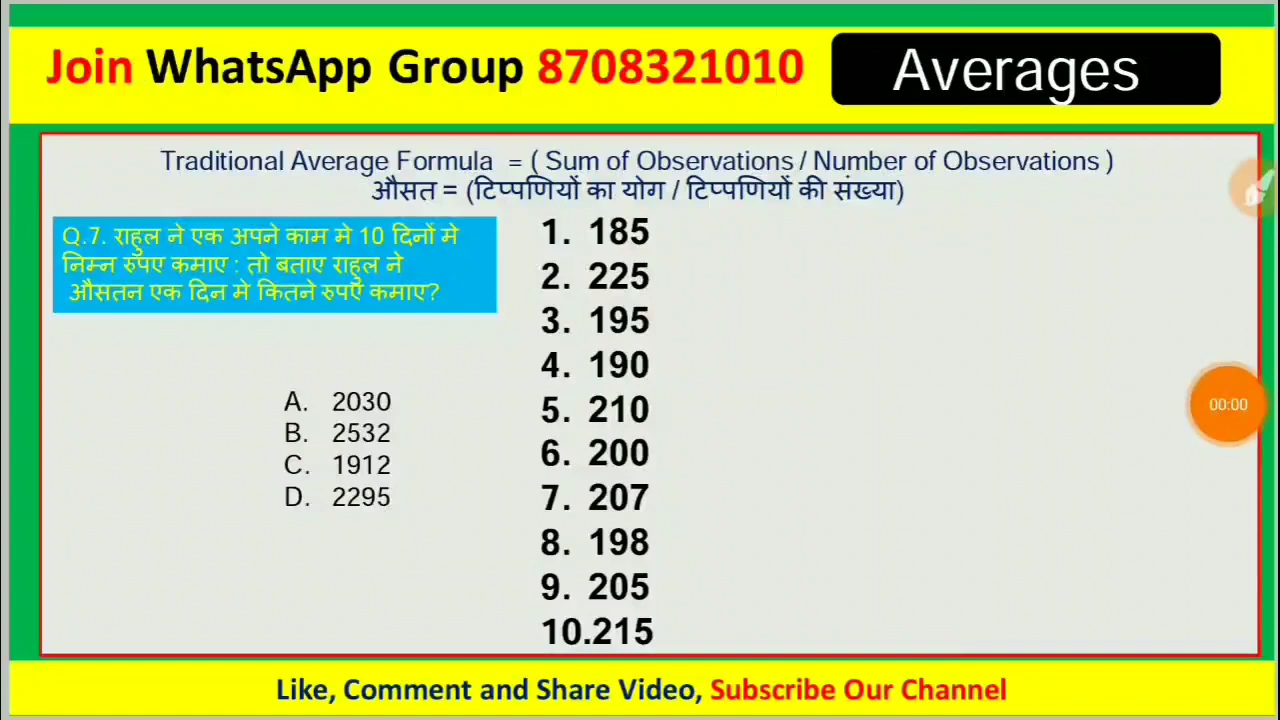 Join WhatsApp Group 8708321010
Averages
Traditional Average Formula = ( Sum of Observations / Number of Observations )
औसत = (टिप्पणियों का योग / टिप्पणियों की संख्या)
Q.7. राहुल ने एक अपने काम मे 10 दिनों मे
निम्न रुपए कमाए : तो बताए राहुल ने
औसतन एक दिन मे कितने रुपए कमाए?
A. 2030
B. 2532
C. 1912
D. 2295
1. 185
2. 225
3. 195
4. 190
5. 210
6. 200
7. 207
8. 198
9. 205
10.215
00:00
Like, Comment and Share Video, Subscribe Our Channel